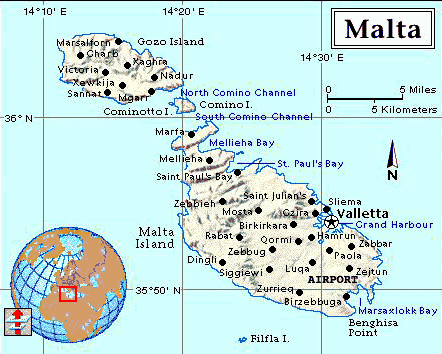 14°10'
14°20'
14°30'
Malta
0
5 Miles
0
5 Kilometers
N
Marsalforn
Gozo Island
Gharb
Xaghra
Victoria
Nadur
Xewkija
Sannat
Mgarr
North Comino Channel
Comino I.
Cominotto I.
36° N
South Comino Channel
Marfa
Mellieha Bay
Mellieha
St. Paul's Bay
Saint Paul's Bay
Saint Julian's
Sliema
Zebbieh
Mosta
Gzira
Valletta
Grand Harbour
Birkirkara
Malta
Island
Rabat
Qormi
Hamrun
Zabbar
Zebbug
Paola
Dingli
Siggiewi
Luqa
Zejtun
AIRPORT
35°50'
Zurrieq
Birzebbuga
Marsaxlokk Bay
Benghisa
Point
Filfla I.